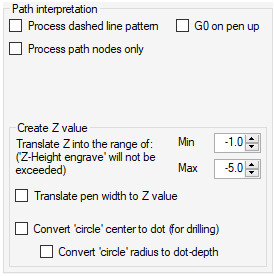 Path interpretation
Process dashed line pattern
G0 on pen up
Process path nodes only
Create Z value
Translate Z into the range of:
('Z-Height engrave' will not be
exceeded)
Min
-1.0
Max
-5.0
Translate pen width to Z value
Convert 'circle' center to dot (for drilling)
Convert 'circle' radius to dot-depth